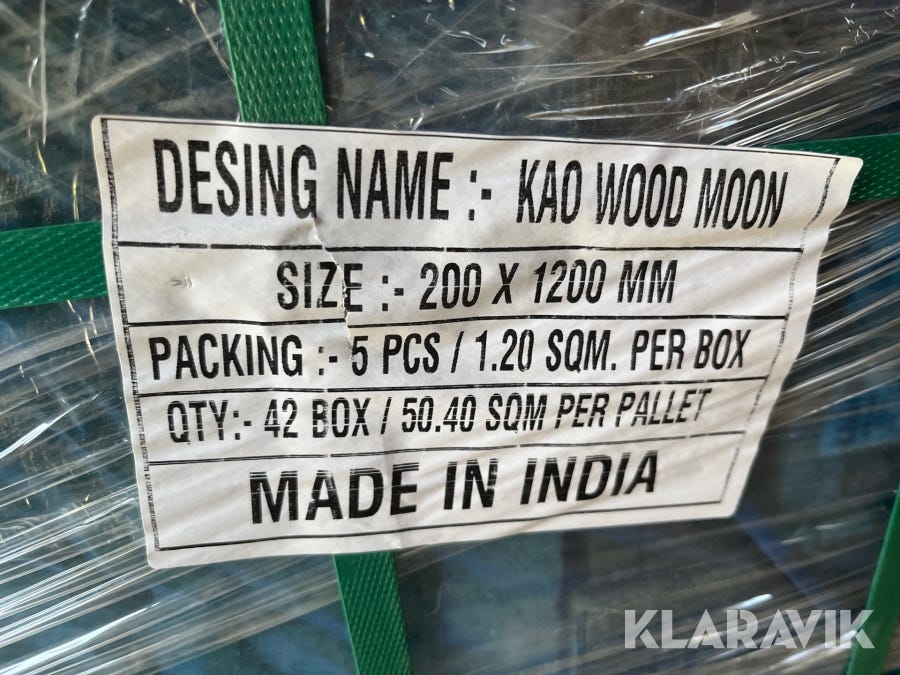 DESING NAME :- KAO WOOD MOON
SIZE :- 200 X 1200 MM
PACKING :- 5 PCS / 1.20 SQM. PER BOX
QTY:- 42 BOX / 50.40 SQM PER PALLET
MADE IN INDIA
KLARAVIK